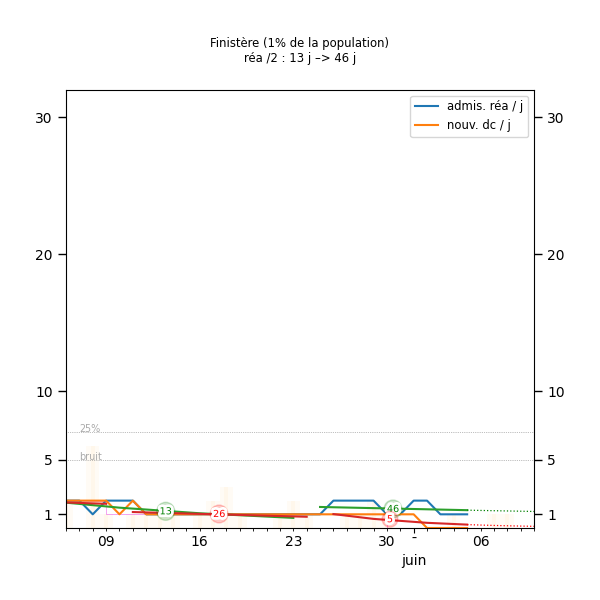 Finistère (1% de la population)
réa /2 : 13 j –> 46 j
admis. réa / j
nouv. dc / j
30 30
20 20
10 10
25%
5 bruit 5
13 26 46 5
1 1
09 16 23 30 - 06
juin